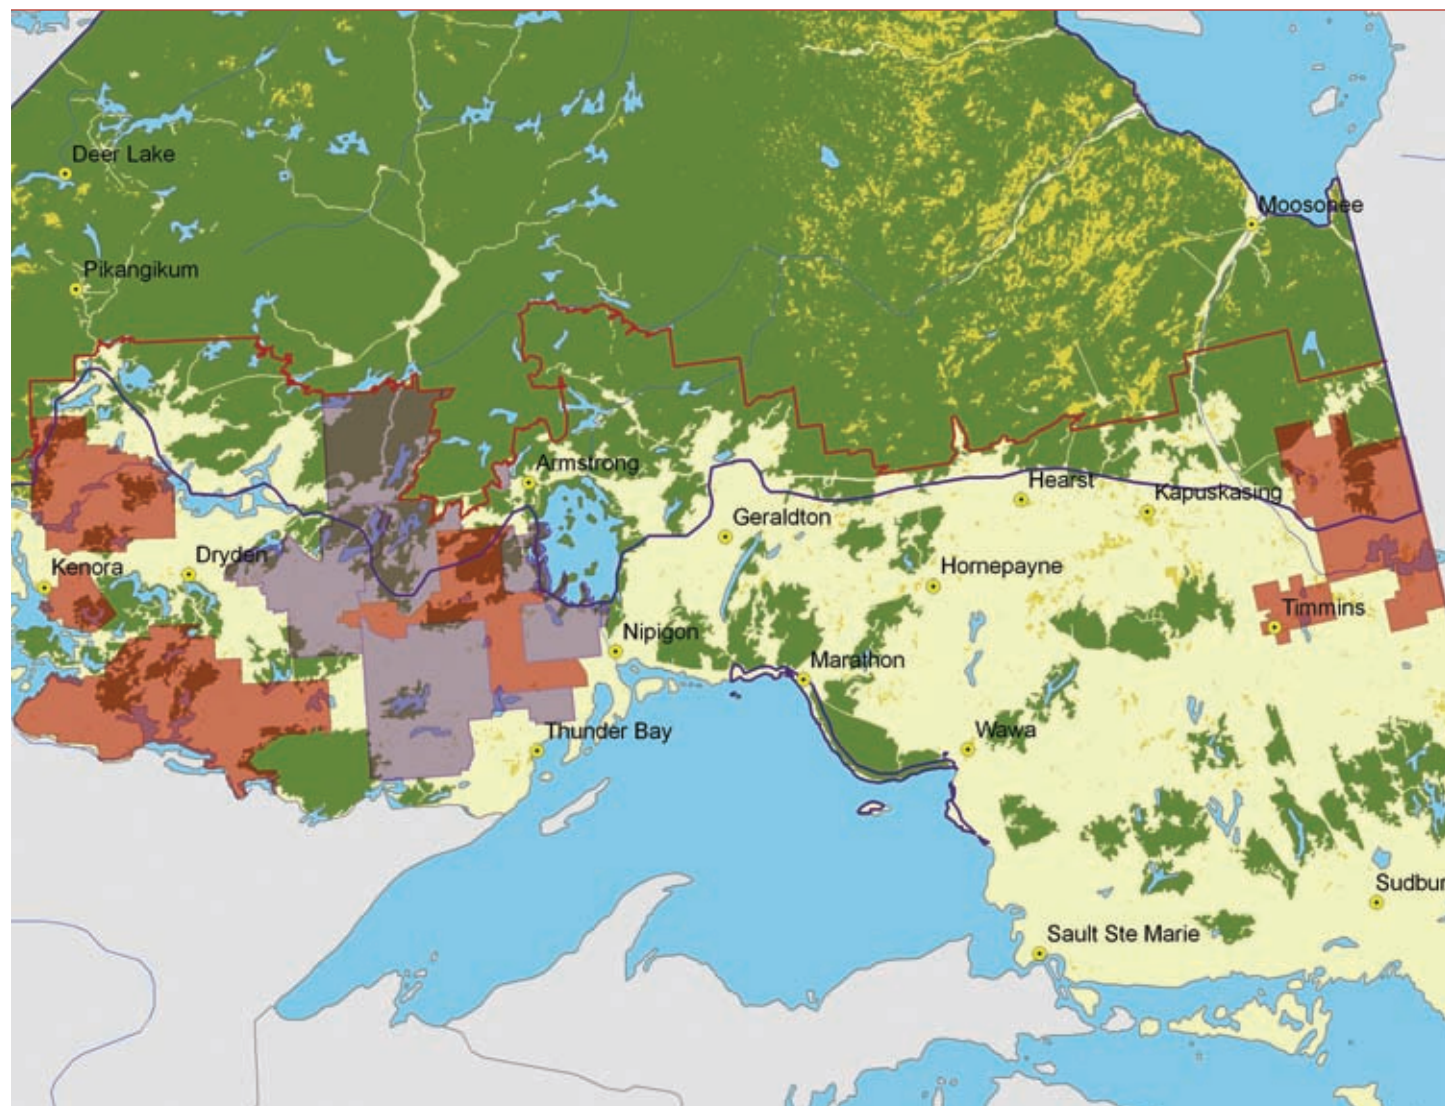 Deer Lake
Moosonee
Pikangikum
Armstrong
Hearst
Kapuskasing
Geraldton
Dryden
Kenora
Hornepayne
Timmins
Nipigon
Marathon
Thunder Bay
Wawa
Sudbur
Sault Ste Marie